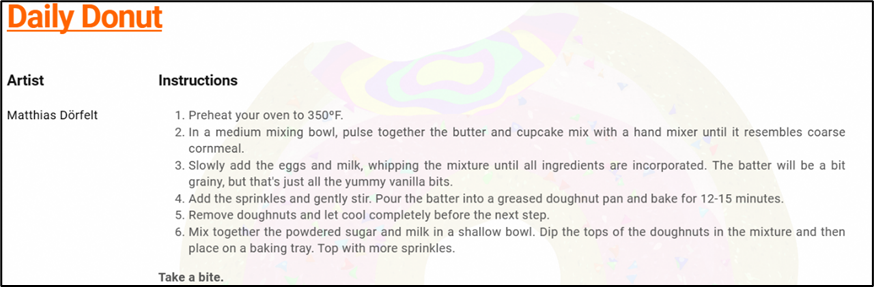 Daily Donut
Artist
Instructions
Matthias Dörfelt
1. Preheat your oven to 350ºF.
2. In a medium mixing bowl, pulse together the butter and cupcake mix with a hand mixer until it resembles coarse
cornmeal.
3. Slowly add the eggs and milk, whipping the mixture until all ingredients are incorporated. The batter will be a bit
grainy, but that's just all the yummy vanilla bits.
4. Add the sprinkles and gently stir. Pour the batter into a greased doughnut pan and bake for 12-15 minutes.
5. Remove doughnuts and let cool completely before the next step.
6. Mix together the powdered sugar and milk in a shallow bowl. Dip the tops of the doughnuts in the mixture and then
place on a baking tray. Top with more sprinkles.
Take a bite.